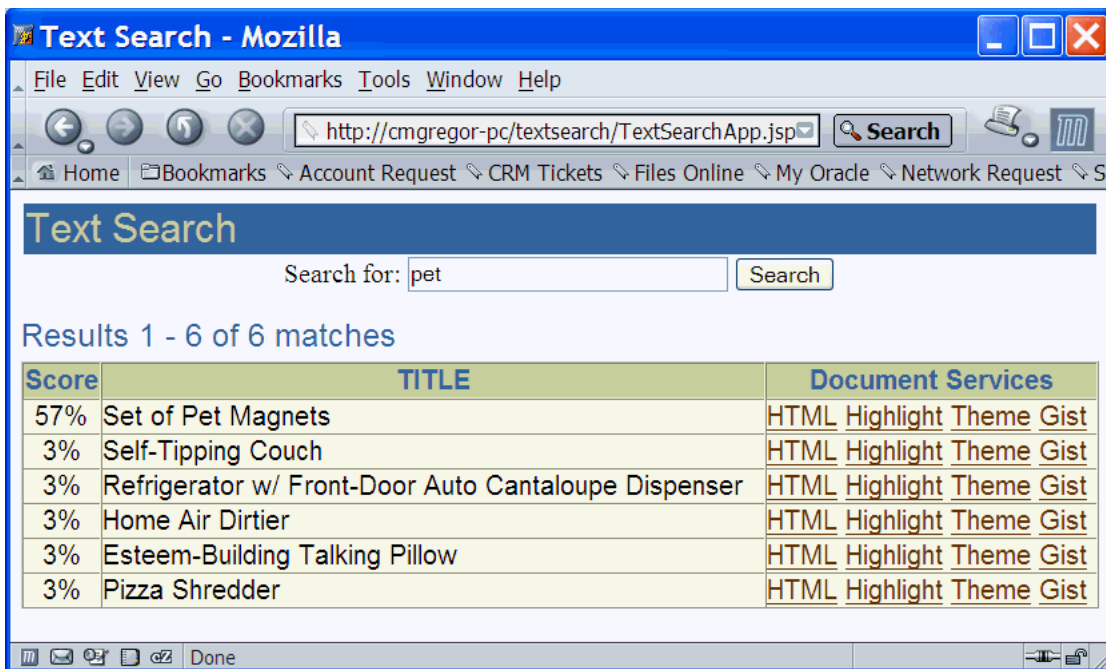 Text Search - Mozilla
File Edit View Go Bookmarks Tools Window Help
http://cmgregor-pc/textsearch/TextSearchApp.jsp Search
Home Bookmarks Account Request CRM Tickets Files Online My Oracle Network Request S
Text Search
Search for: pet Search
Results 1 - 6 of 6 matches
Score TITLE Document Services
57% Set of Pet Magnets HTML Highlight Theme Gist
3% Self-Tipping Couch HTML Highlight Theme Gist
3% Refrigerator w/ Front-Door Auto Cantaloupe Dispenser HTML Highlight Theme Gist
3% Home Air Dirtier HTML Highlight Theme Gist
3% Esteem-Building Talking Pillow HTML Highlight Theme Gist
3% Pizza Shredder HTML Highlight Theme Gist
Done